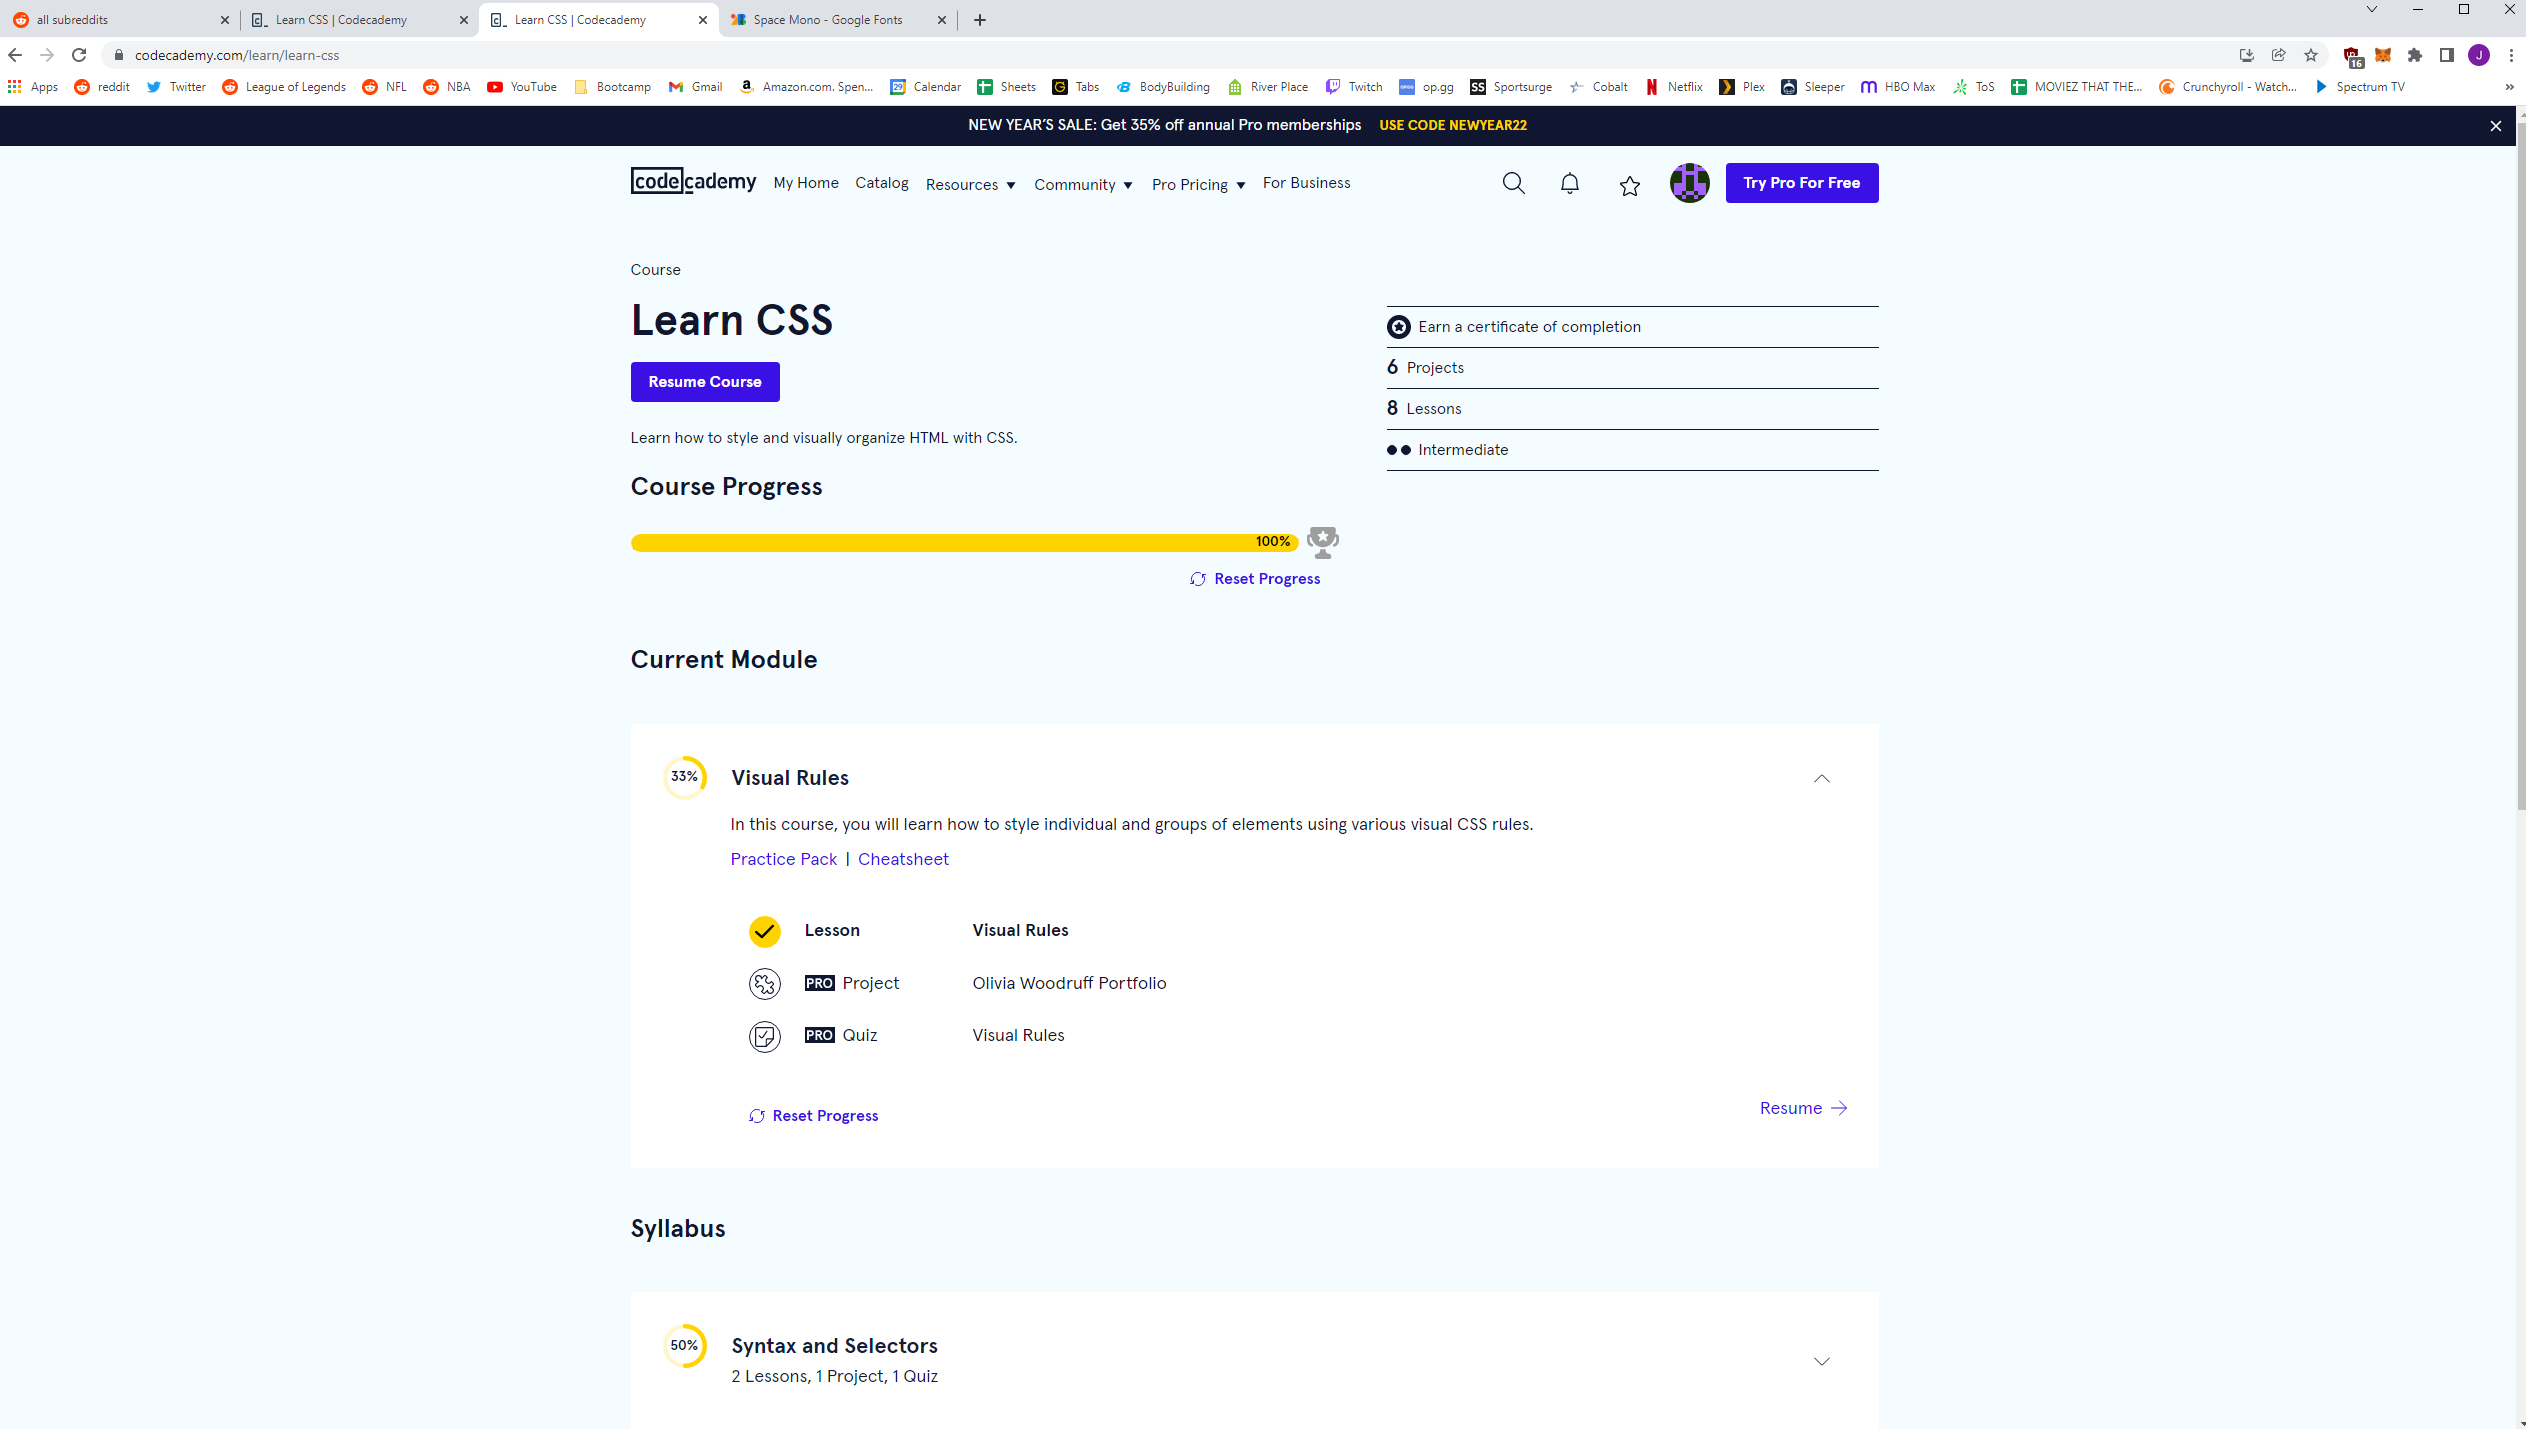 all subreddits
Learn CSS | Codecademy
Learn CSS | Codecademy
Space Mono - Google Fonts
codecademy.com/learn/learn-css
16
J
Apps
reddit
Twitter
League of Legends
NFL
NBA
YouTube
Bootcamp
Gmail
Amazon.com. Spen...
Calendar
Sheets
Tabs
BodyBuilding
River Place
Twitch
op.gg
Sportsurge
Cobalt
Netflix
Plex
Sleeper
HBO Max
ToS
MOVIEZ THAT THE...
Crunchyroll - Watch...
Spectrum TV
»
NEW YEAR’S SALE: Get 35% off annual Pro memberships USE CODE NEWYEAR22
codecademy
My Home
Catalog
Resources
Community
Pro Pricing
For Business
Try Pro For Free
Course
Learn CSS
Resume Course
Learn how to style and visually organize HTML with CSS.
Earn a certificate of completion
6 Projects
8 Lessons
Intermediate
Course Progress
100%
Reset Progress
Current Module
33%
Visual Rules
In this course, you will learn how to style individual and groups of elements using various visual CSS rules.
Practice Pack | Cheatsheet
Lesson Visual Rules
PRO Project Olivia Woodruff Portfolio
PRO Quiz Visual Rules
Reset Progress
Resume
Syllabus
50%
Syntax and Selectors
2 Lessons, 1 Project, 1 Quiz